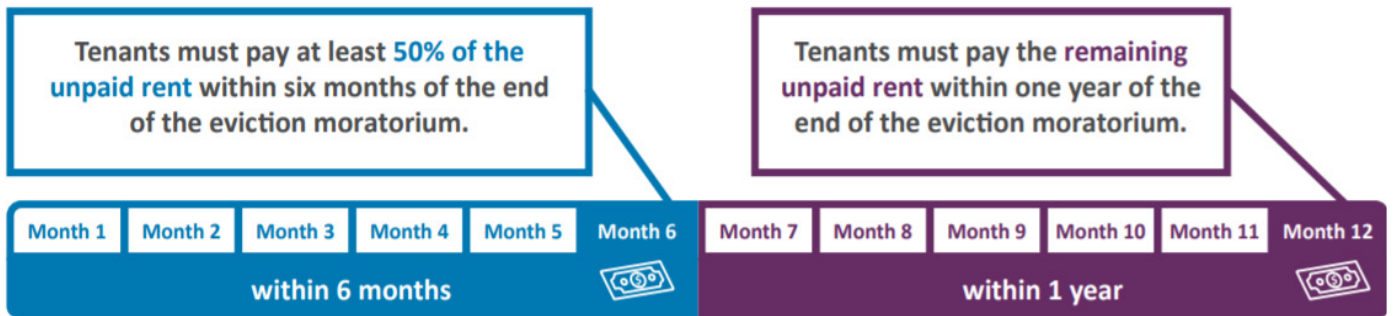 Tenants must pay at least 50% of the
unpaid rent within six months of the end
of the eviction moratorium.
Tenants must pay the remaining
unpaid rent within one year of the
end of the eviction moratorium.
Month 1 Month 2 Month 3 Month 4 Month 5 Month 6 Month 7 Month 8 Month 9 Month 10 Month 11 Month 12
within 6 months
within 1 year